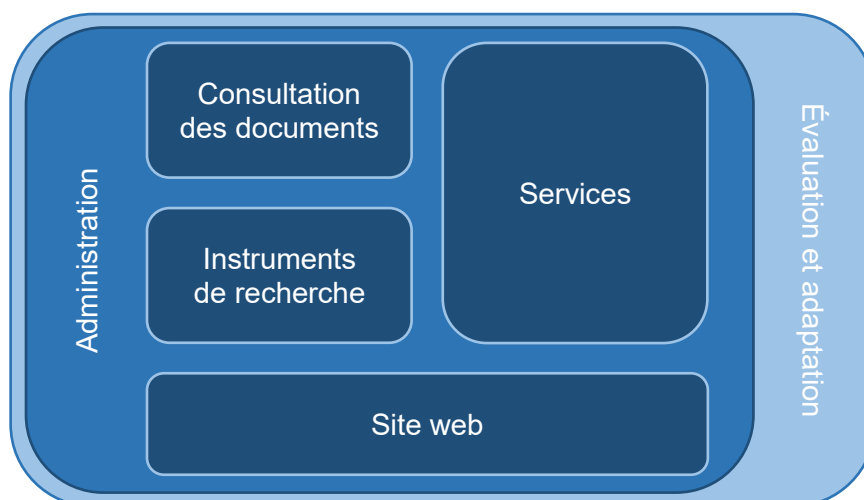 Administration
Consultation
des documents
Instruments
de recherche
Services
Site web
Évaluation et adaptation